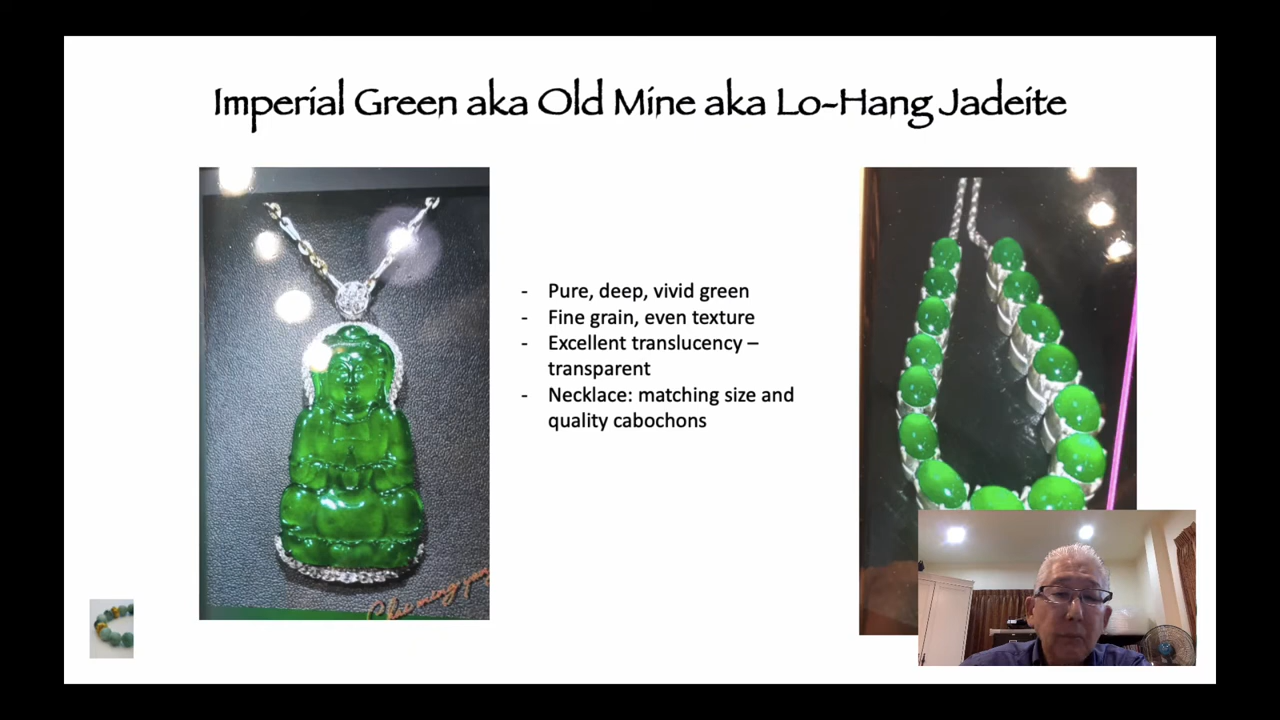 Imperial Green aka Old Mine aka Lo-Hang Jadeite
- Pure, deep, vivid green
- Fine grain, even texture
- Excellent translucency –
transparent
- Necklace: matching size and
quality cabochons